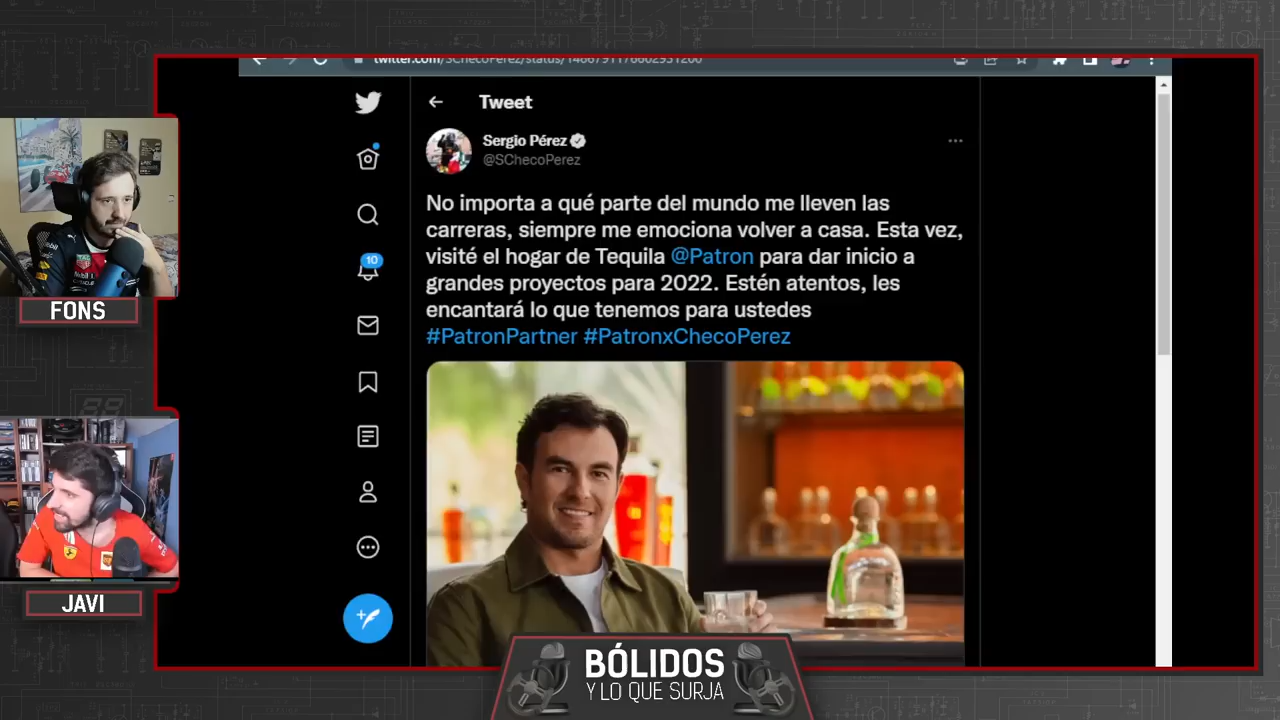 Tweet
Sergio Pérez
@SChecoPerez
No importa a qué parte del mundo me lleven las
carreras, siempre me emociona volver a casa. Esta vez,
visité el hogar de Tequila @Patron para dar inicio a
grandes proyectos para 2022. Estén atentos, les
encantará lo que tenemos para ustedes
#PatronPartner #PatronxChecoPerez
10
FONS
JAVI
BÓLIDOS
Y LO QUE SURJA